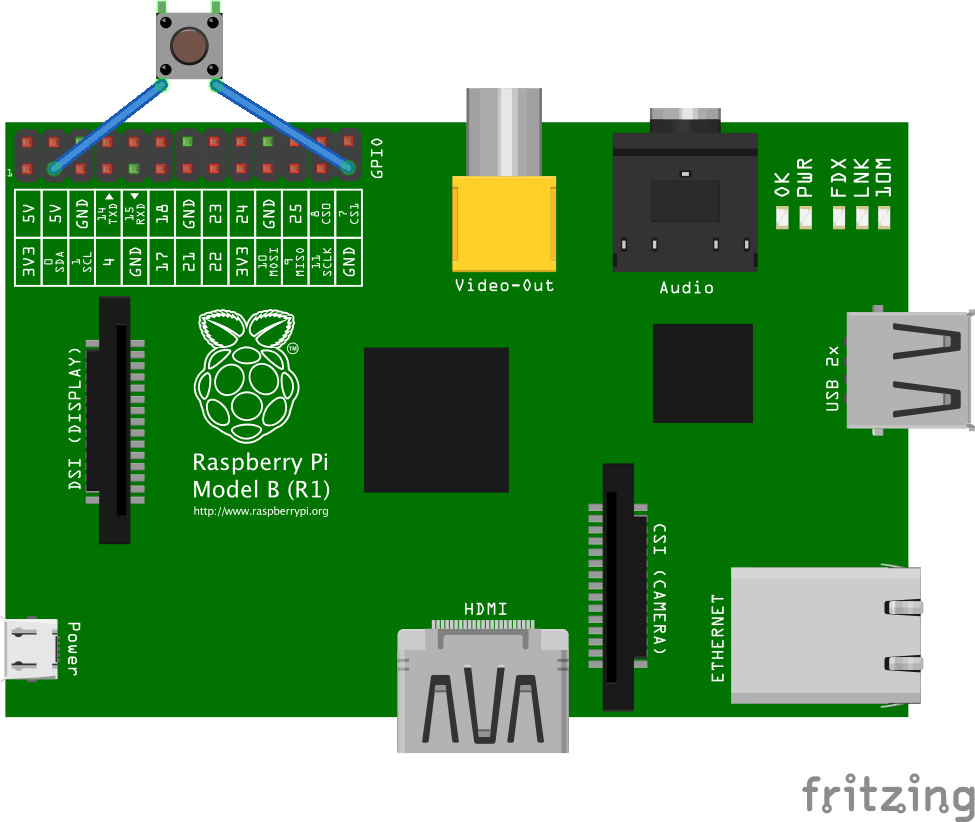 GPIO
1
5V 5V GND 14 TXD 15 RXD 18 GND 23 24 GND 25 8 CS0 7 CS1
3V3 0 SDA 1 SCL 4 GND 17 21 22 3V3 10 MOSI 9 MISO 11 SCLK GND
OK PWR FDX LNK 10M
Video-Out
Audio
DSI (DISPLAY)
USB 2x
TM
Raspberry Pi
Model B (R1)
http://www.raspberrypi.org
CSI (CAMERA)
HDMI
ETHERNET
Power
fritzing